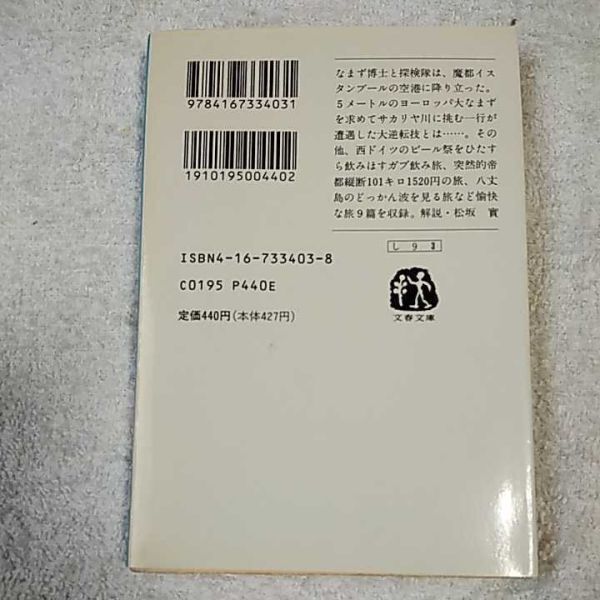 9784167334031
1910195004402
ISBN4-16-733403-8
C0195 P440E
定価440円(本体427円)
なまず博士と探検隊は、魔都イス
タンブールの空港に降り立った。
5メートルのヨーロッパ大なまず
を求めてサカリヤ川に挑む一行が
遭遇した大逆転技とは……。その
他、西ドイツのビール祭をひたす
ら飲みほすガブ飲み旅、突然的帝
都縦断101キロ1520円の旅、八丈
島のどっかん波を見る旅など愉快
な旅9篇を収録。解説・松坂 實
し 9 3
文春文庫